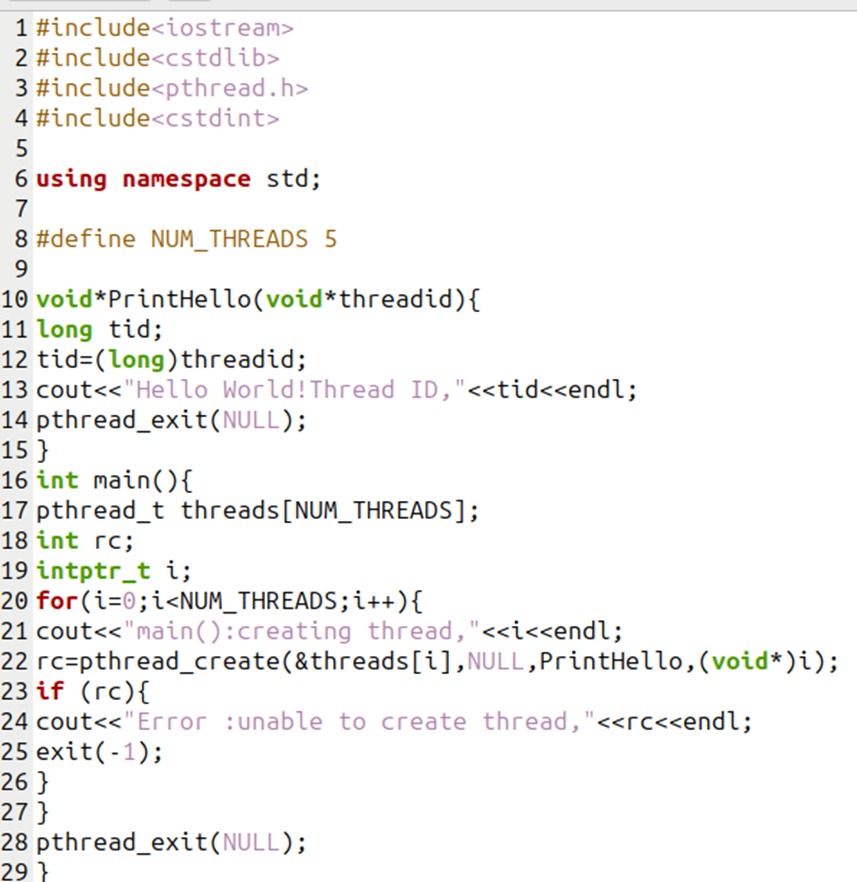 1 #include<iostream>
2 #include<cstdlib>
3 #include<pthread.h>
4 #include<cstdint>
5
6 using namespace std;
7
8 #define NUM_THREADS 5
9
10 void*PrintHello(void*threadid){
11 long tid;
12 tid=(long)threadid;
13 cout<<"Hello World!Thread ID,"<<tid<<endl;
14 pthread_exit(NULL);
15 }
16 int main(){
17 pthread_t threads[NUM_THREADS];
18 int rc;
19 intptr_t i;
20 for(i=0;i<NUM_THREADS;i++){
21 cout<<"main():creating thread,"<<i<<endl;
22 rc=pthread_create(&threads[i],NULL,PrintHello,(void*)i);
23 if (rc){
24 cout<<"Error :unable to create thread,"<<rc<<endl;
25 exit(-1);
26 }
27 }
28 pthread_exit(NULL);
29 }